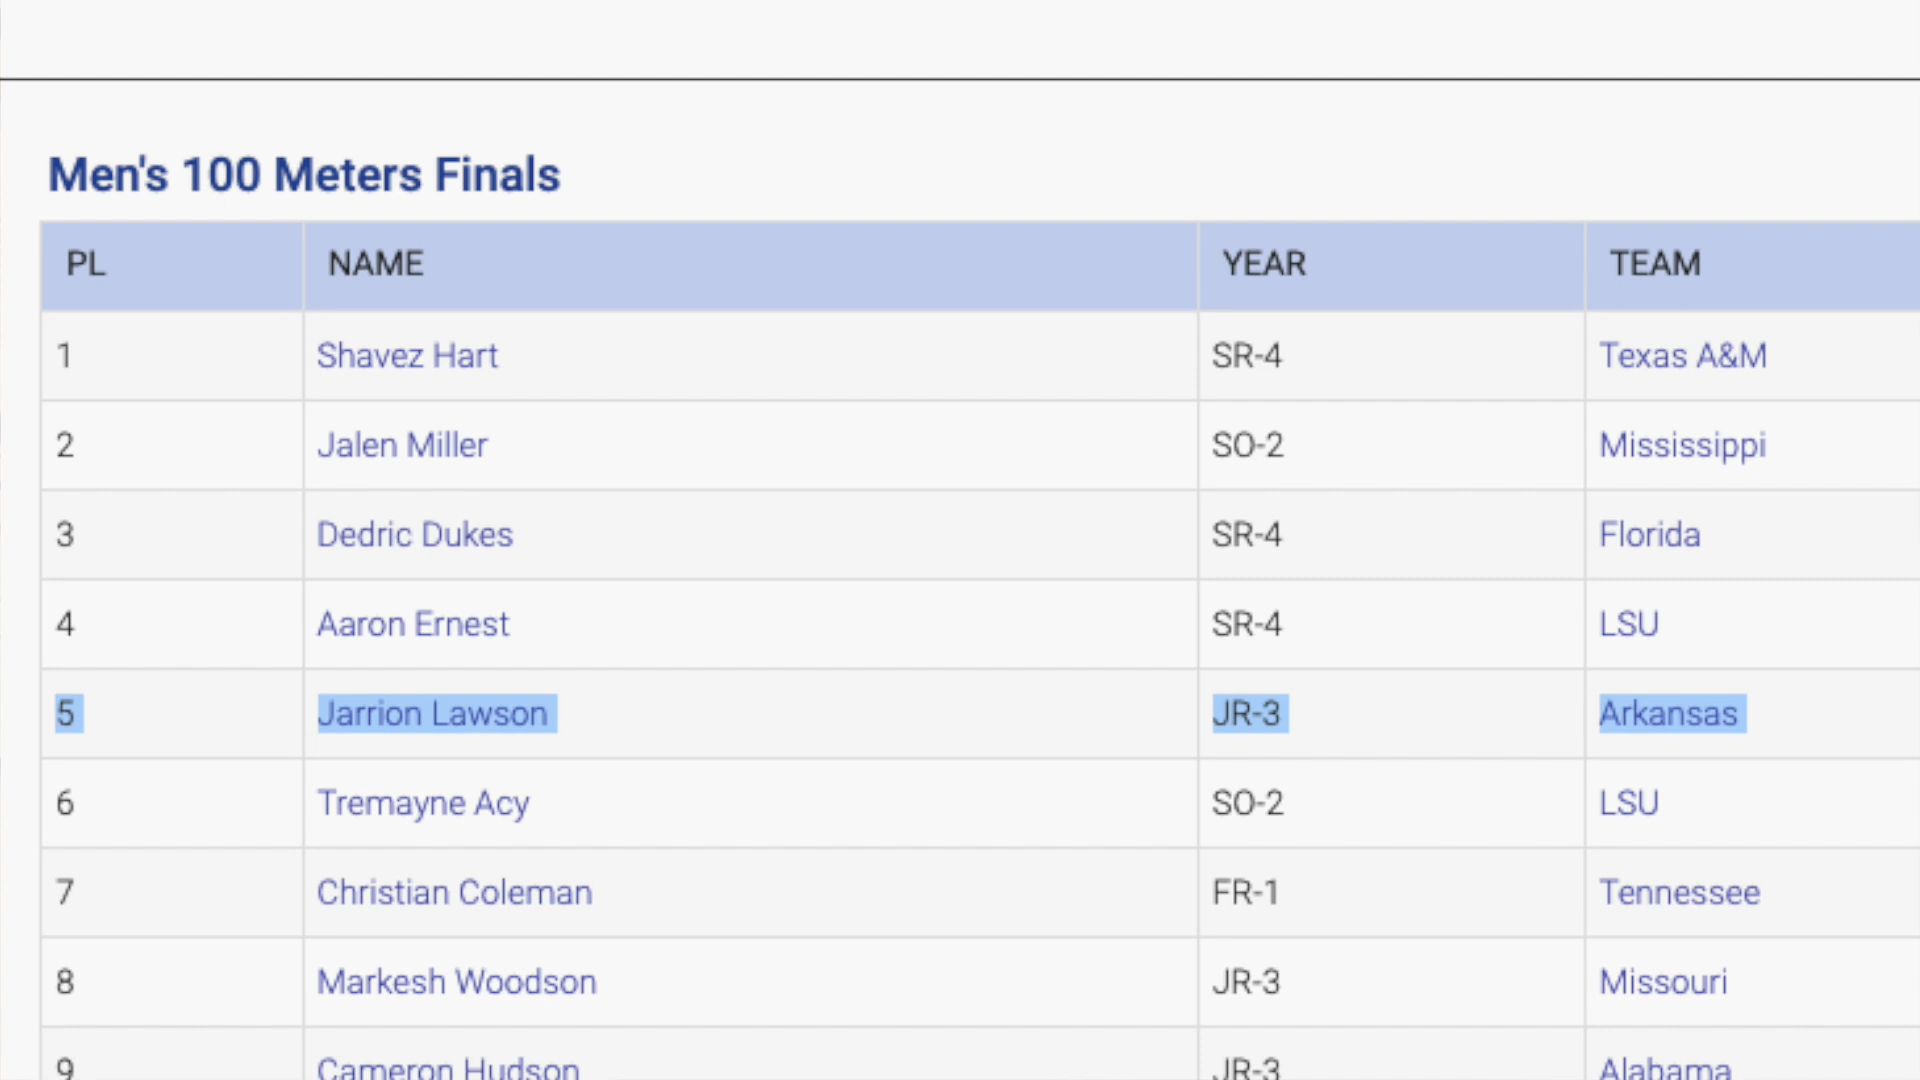 Men's 100 Meters Finals
PL NAME YEAR TEAM
1 Shavez Hart SR-4 Texas A&M
2 Jalen Miller SO-2 Mississippi
3 Dedric Dukes SR-4 Florida
4 Aaron Ernest SR-4 LSU
5 Jarrion Lawson JR-3 Arkansas
6 Tremayne Acy SO-2 LSU
7 Christian Coleman FR-1 Tennessee
8 Markesh Woodson JR-3 Missouri
9 Cameron Hudson JR-3 Alabama